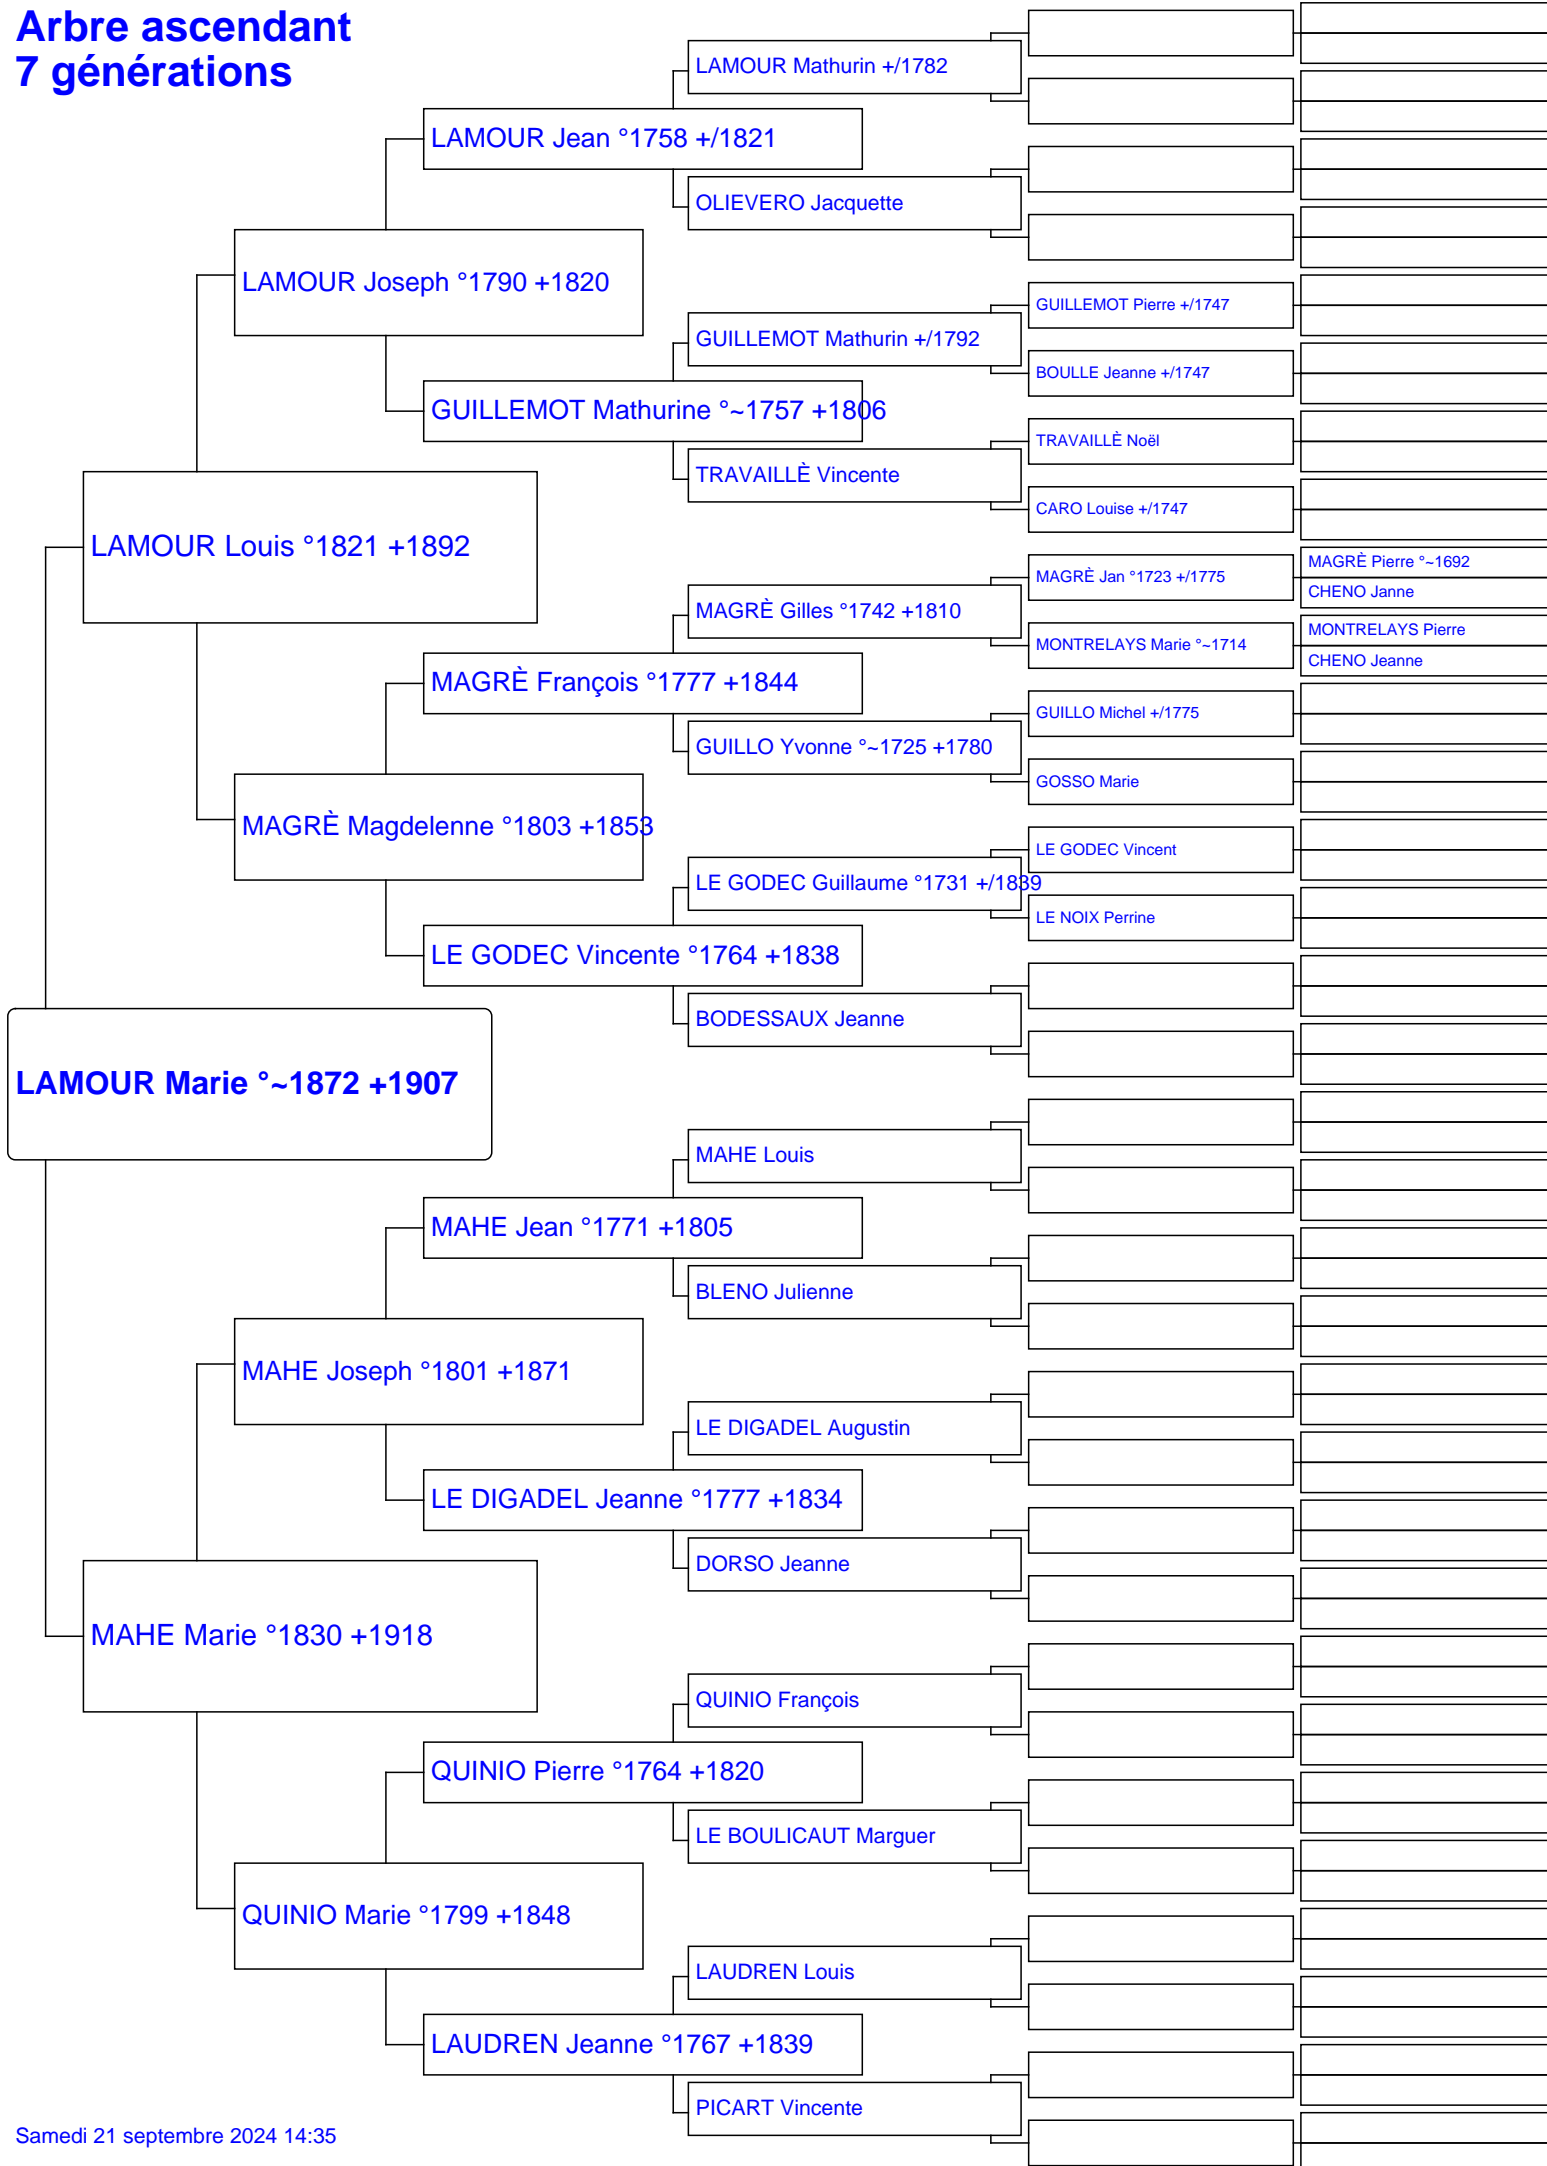 Arbre ascendant
7 générations
LAMOUR Mathurin +/1782
LAMOUR Jean °1758 +/1821
OLIEVERO Jacquette
LAMOUR Joseph °1790 +1820
GUILLEMOT Pierre +/1747
GUILLEMOT Mathurin +/1792
BOULLE Jeanne +/1747
GUILLEMOT Mathurine °~1757 +1806
TRAVAILLÈ Noël
TRAVAILLÈ Vincente
CARO Louise +/1747
LAMOUR Louis °1821 +1892
MAGRÈ Pierre °~1692
MAGRÈ Jan °1723 +/1775
CHENO Janne
MAGRÈ Gilles °1742 +1810
MONTRELAYS Pierre
MONTRELAYS Marie °~1714
CHENO Jeanne
MAGRÈ François °1777 +1844
GUILLO Michel +/1775
GUILLO Yvonne °~1725 +1780
GOSSO Marie
MAGRÈ Magdelenne °1803 +1853
LE GODEC Vincent
LE GODEC Guillaume °1731 +/1839
LE NOIX Perrine
LE GODEC Vincente °1764 +1838
BODESSAUX Jeanne
LAMOUR Marie °~1872 +1907
MAHE Louis
MAHE Jean °1771 +1805
BLENO Julienne
MAHE Joseph °1801 +1871
LE DIGADEL Augustin
LE DIGADEL Jeanne °1777 +1834
DORSO Jeanne
MAHE Marie °1830 +1918
QUINIO François
QUINIO Pierre °1764 +1820
LE BOULICAUT Marguer
QUINIO Marie °1799 +1848
LAUDREN Louis
LAUDREN Jeanne °1767 +1839
PICART Vincente
Samedi 21 septembre 2024 14:35